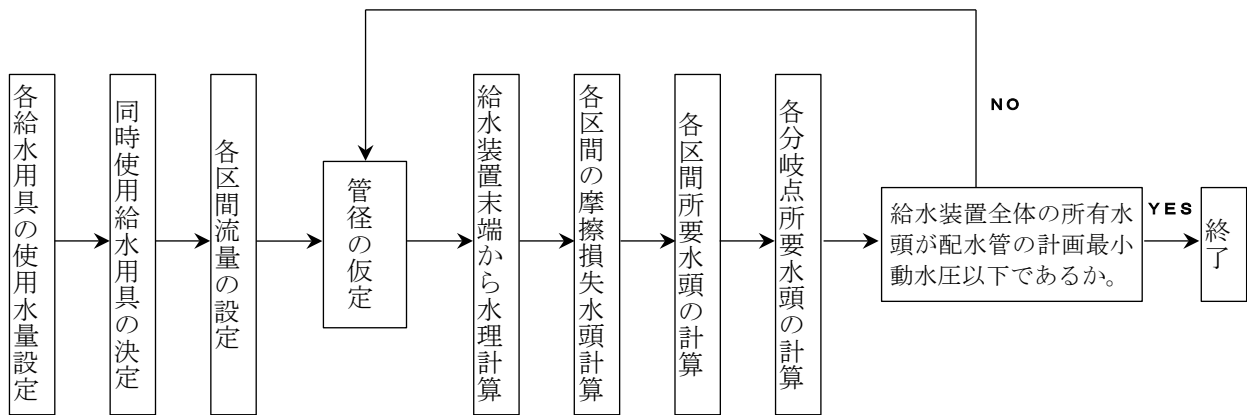 各給水用具の使用水量設定
同時使用給水用具の決定
各区間流量の設定
管径の仮定
給水装置末端から水理計算
各区間の摩擦損失水頭計算
各区間所要水頭の計算
各分岐点所要水頭の計算
給水装置全体の所有水
頭が配水管の計画最小
動水圧以下であるか。
NO
YES
終了